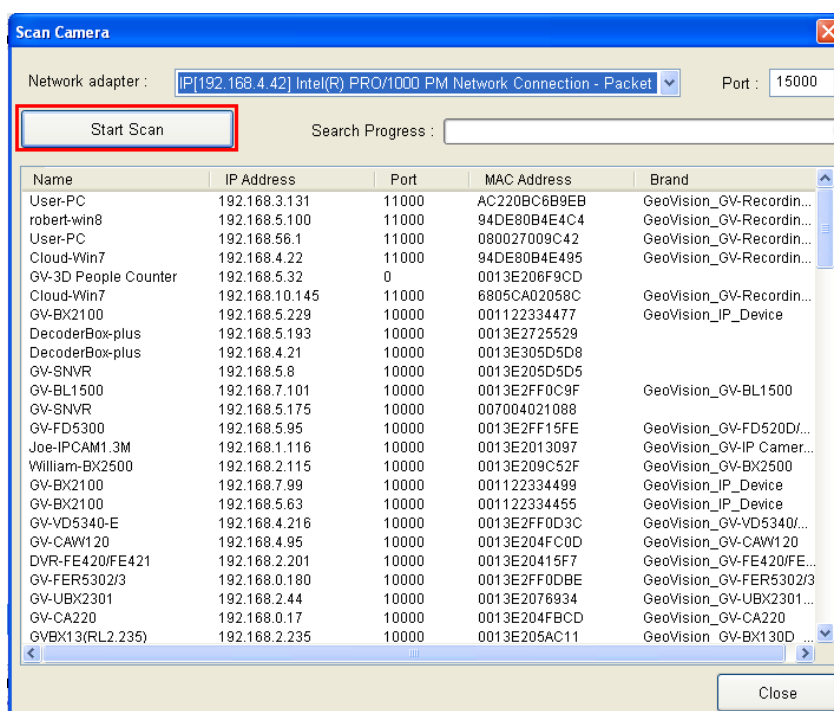 Scan Camera
Network adapter : IP[192.168.4.42] Intel(R) PRO/1000 PM Network Connection - Packet Port : 15000
Start Scan Search Progress :
Name IP Address Port MAC Address Brand
User-PC 192.168.3.131 11000 AC220BC6B9EB GeoVision_GV-Recordin...
robert-win8 192.168.5.100 11000 94DE80B4E4C4 GeoVision_GV-Recordin...
User-PC 192.168.56.1 11000 080027009C42 GeoVision_GV-Recordin...
Cloud-Win7 192.168.4.22 11000 94DE80B4E495 GeoVision_GV-Recordin...
GV-3D People Counter 192.168.5.32 0 0013E206F9CD
Cloud-Win7 192.168.10.145 11000 6805CA02058C GeoVision_GV-Recordin...
GV-BX2100 192.168.5.229 10000 001122334477 GeoVision_IP_Device
DecoderBox-plus 192.168.5.193 10000 0013E2725529
DecoderBox-plus 192.168.4.21 10000 0013E305D5D8
GV-SNVR 192.168.5.8 10000 0013E205D5D5
GV-BL1500 192.168.7.101 10000 0013E2FF0C9F GeoVision_GV-BL1500
GV-SNVR 192.168.5.175 10000 007004021088
GV-FD5300 192.168.5.95 10000 0013E2FF15FE GeoVision_GV-FD520D/...
Joe-IPCAM1.3M 192.168.1.116 10000 0013E2013097 GeoVision_GV-IP Camer...
William-BX2500 192.168.2.115 10000 0013E209C52F GeoVision_GV-BX2500
GV-BX2100 192.168.7.99 10000 001122334499 GeoVision_IP_Device
GV-BX2100 192.168.5.63 10000 001122334455 GeoVision_IP_Device
GV-VD5340-E 192.168.4.216 10000 0013E2FF0D3C GeoVision_GV-VD5340/...
GV-CAW120 192.168.4.95 10000 0013E204FC0D GeoVision_GV-CAW120
DVR-FE420/FE421 192.168.2.201 10000 0013E20415F7 GeoVision_GV-FE420/FE...
GV-FER5302/3 192.168.0.180 10000 0013E2FF0DBE GeoVision_GV-FER5302/3
GV-UBX2301 192.168.2.44 10000 0013E2076934 GeoVision_GV-UBX2301...
GV-CA220 192.168.0.17 10000 0013E204FBCD GeoVision_GV-CA220
GVBX13(RL2.235) 192.168.2.235 10000 0013E205AC11 GeoVision_GV-BX130D_...
Close